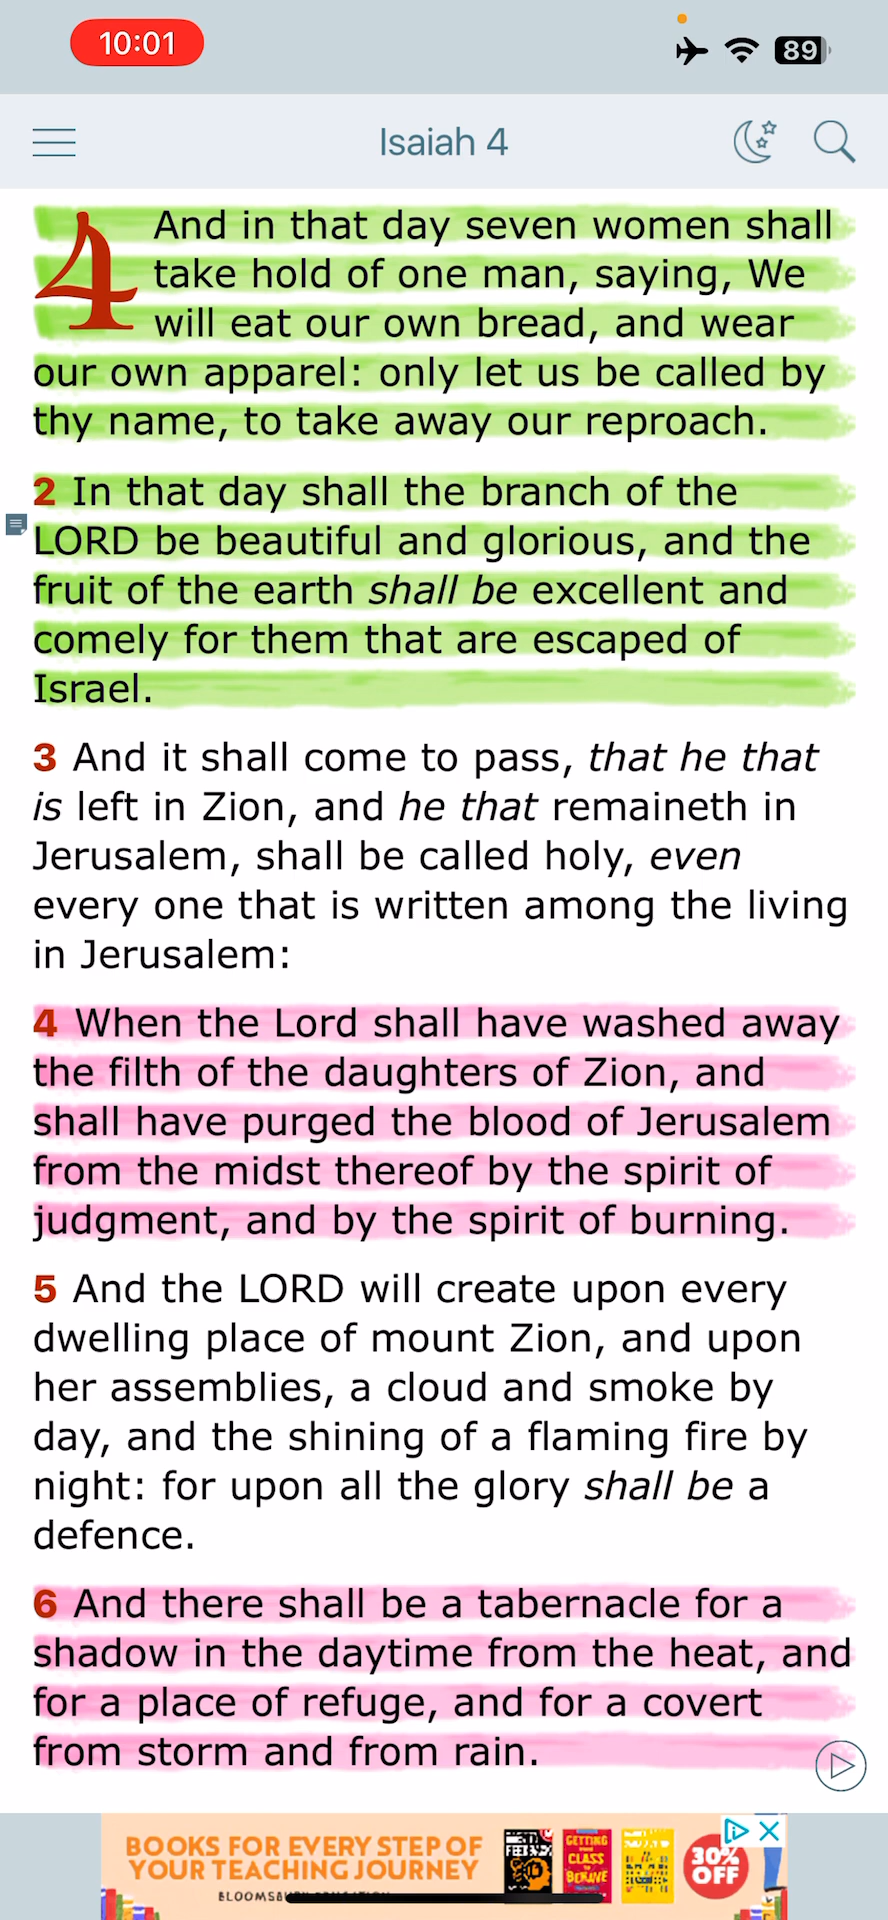 10:01
89
Isaiah 4
4 And in that day seven women shall
take hold of one man, saying, We
will eat our own bread, and wear
our own apparel: only let us be called by
thy name, to take away our reproach.
2 In that day shall the branch of the
LORD be beautiful and glorious, and the
fruit of the earth shall be excellent and
comely for them that are escaped of
Israel.
3 And it shall come to pass, that he that
is left in Zion, and he that remaineth in
Jerusalem, shall be called holy, even
every one that is written among the living
in Jerusalem:
4 When the Lord shall have washed away
the filth of the daughters of Zion, and
shall have purged the blood of Jerusalem
from the midst thereof by the spirit of
judgment, and by the spirit of burning.
5 And the LORD will create upon every
dwelling place of mount Zion, and upon
her assemblies, a cloud and smoke by
day, and the shining of a flaming fire by
night: for upon all the glory shall be a
defence.
6 And there shall be a tabernacle for a
shadow in the daytime from the heat, and
for a place of refuge, and for a covert
from storm and from rain.
BOOKS FOR EVERY STEP OF
YOUR TEACHING JOURNEY
GETTING
CLASS
TO
BEHAVE
30%
OFF